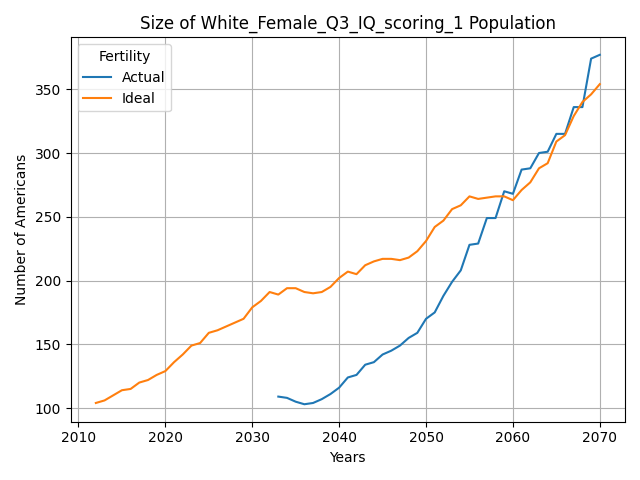 Size of White_Female_Q3_IQ_scoring_1 Population
Fertility
Actual
Ideal
Number of Americans
350
300
250
200
150
100
2010 2020 2030 2040 2050 2060 2070
Years